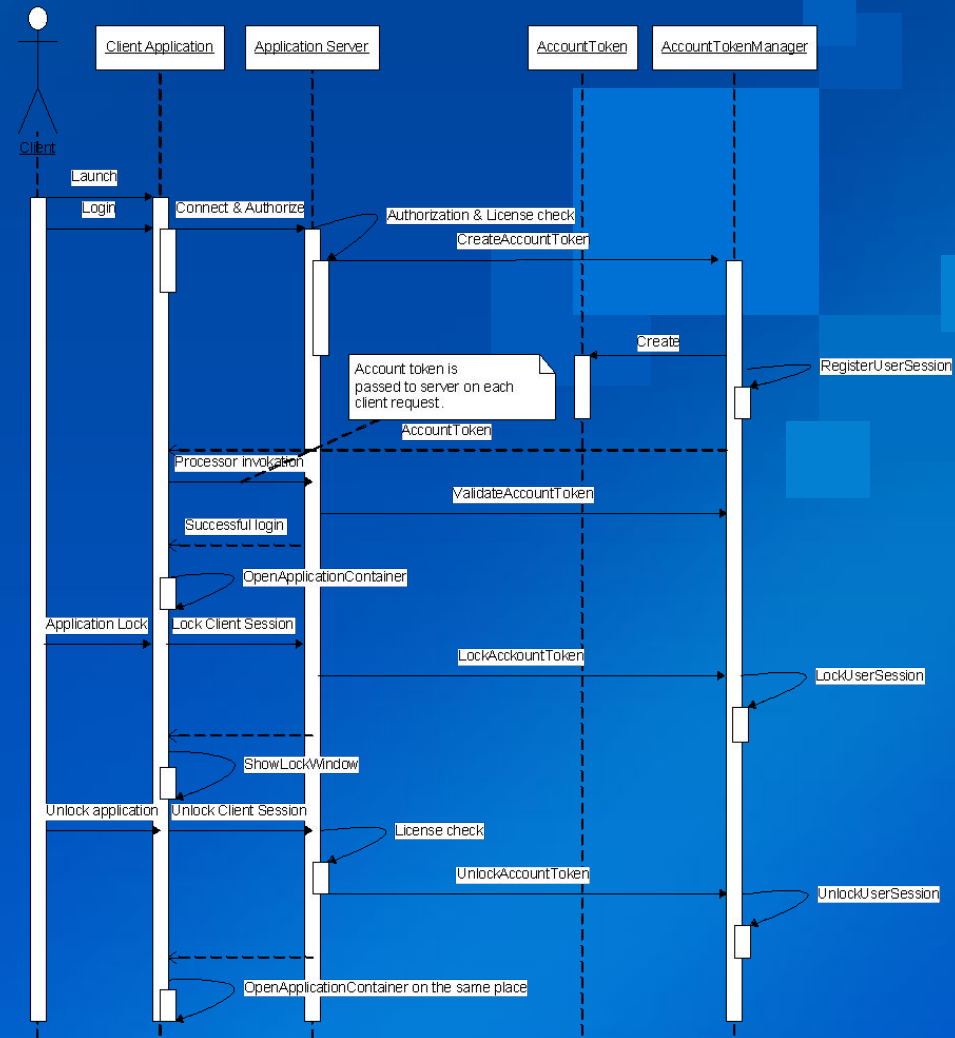 Client Application
Application Server
AccountToken
AccountTokenManager
Client
Launch
Login
Connect & Authorize
Authorization & License check
CreateAccountToken
Create
RegisterUserSession
Account token is
passed to server on each
client request.
AccountToken
Processor invokation
ValidateAccountToken
Successful login
OpenApplicationContainer
Application Lock
Lock Client Session
LockAckountToken
LockUserSession
ShowLockWindow
Unlock application
Unlock Client Session
License check
UnlockAccountToken
UnlockUserSession
OpenApplicationContainer on the same place